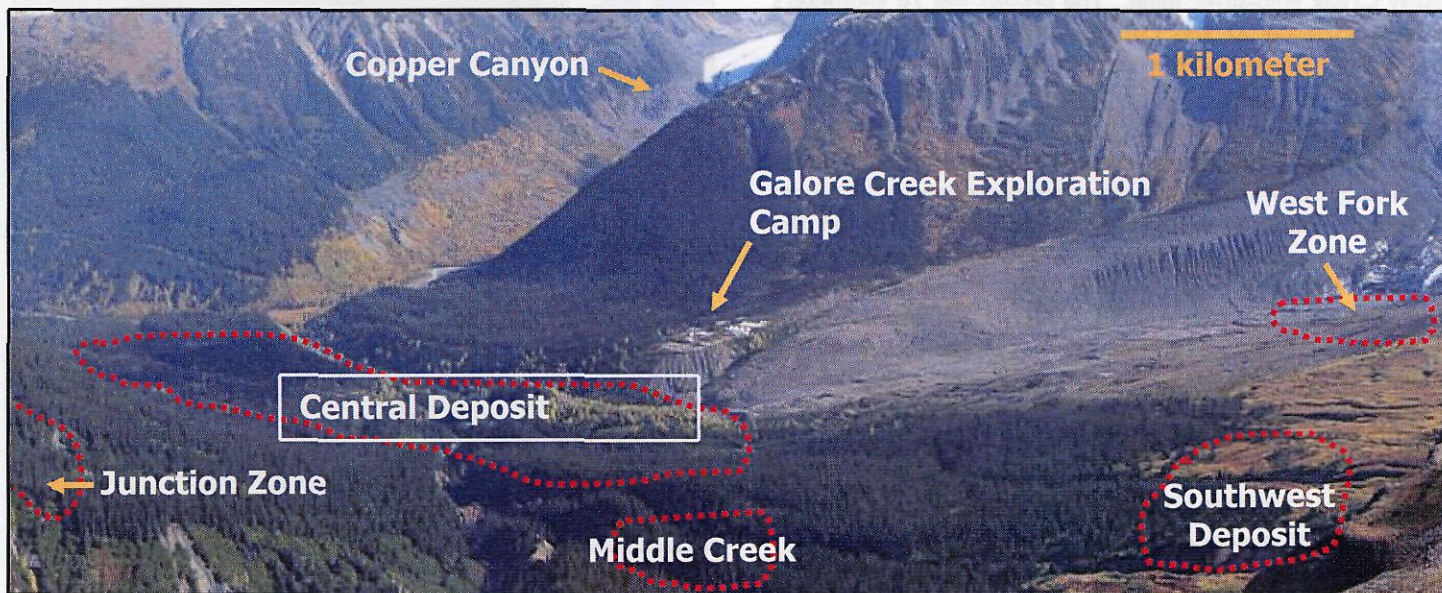 1 kilometer
Copper Canyon
Galore Creek Exploration
Camp
West Fork
Zone
Central Deposit
Junction Zone
Middle Creek
Southwest
Deposit